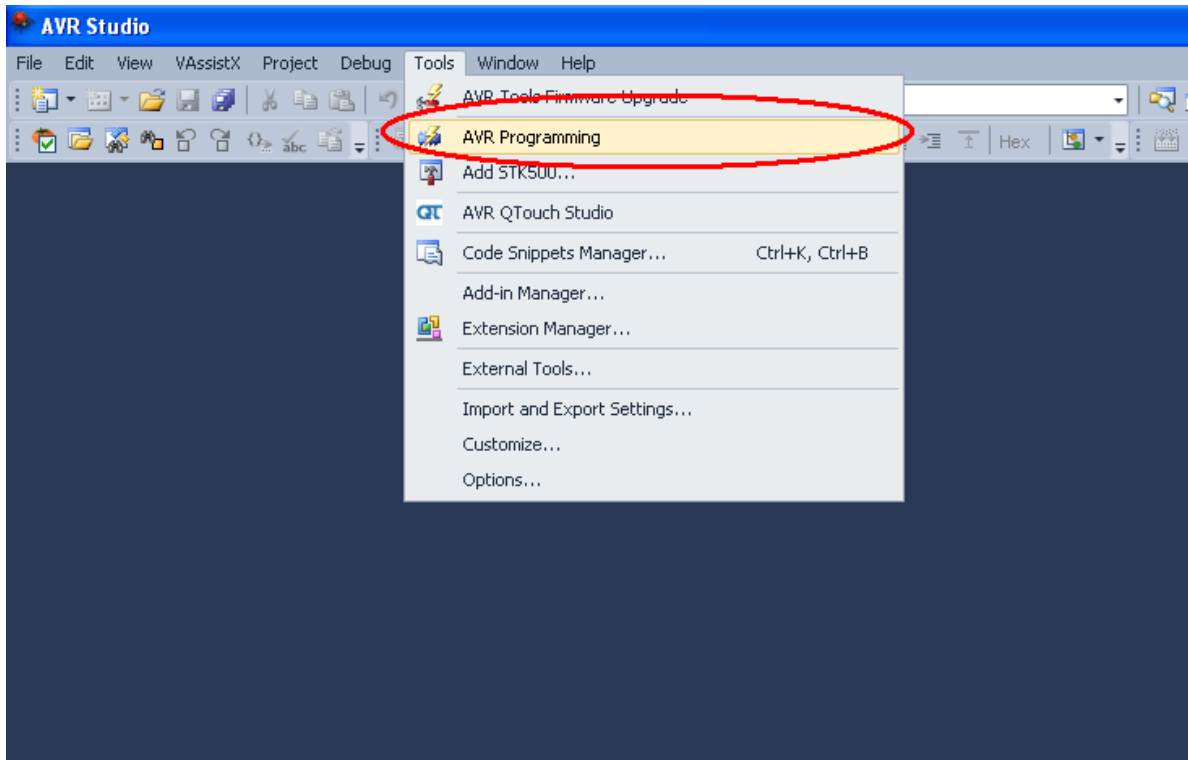 AVR Studio
File Edit View VAssistX Project Debug Tools Window Help
AVR Tools Firmware Upgrade
AVR Programming
Hex
abc
Add STK500...
QT AVR QTouch Studio
Code Snippets Manager... Ctrl+K, Ctrl+B
Add-in Manager...
Extension Manager...
External Tools...
Import and Export Settings...
Customize...
Options...